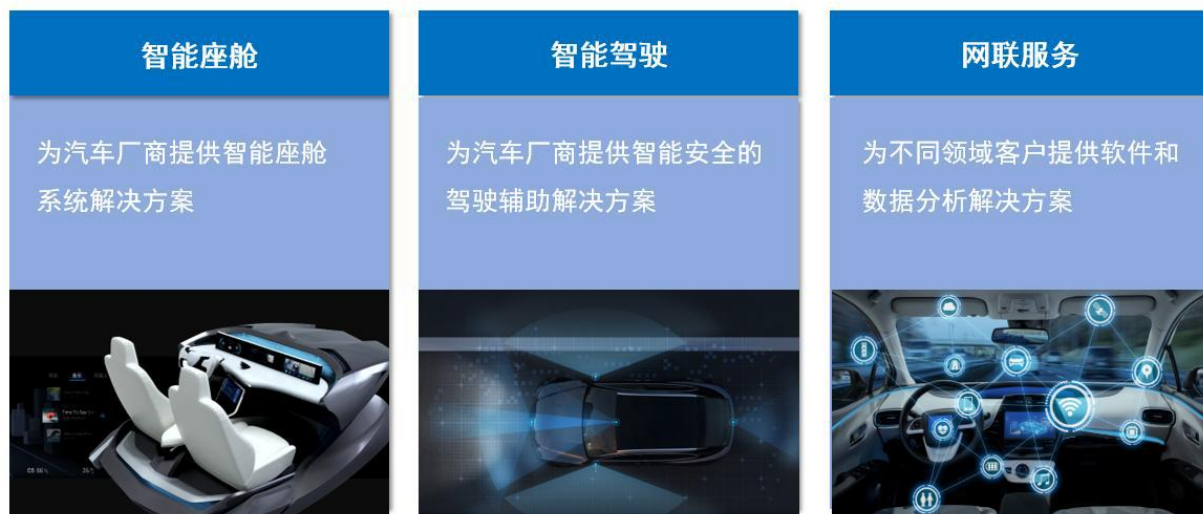 智能座舱
为汽车厂商提供智能座舱
系统解决方案
智能驾驶
为汽车厂商提供智能安全的
驾驶辅助解决方案
网联服务
为不同领域客户提供软件和
数据分析解决方案